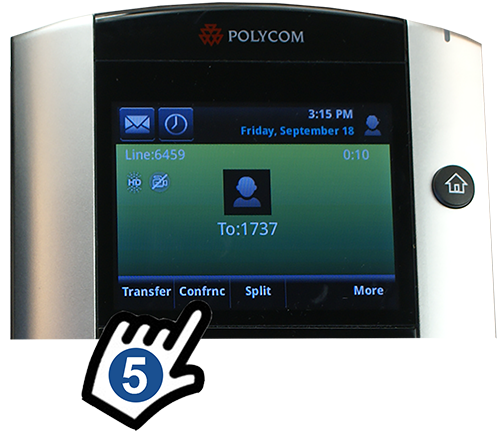 POLYCOM
3:15 PM
Friday, September 18
Line:6459 0:10
HD
To:1737
Transfer Confrnc Split More
5